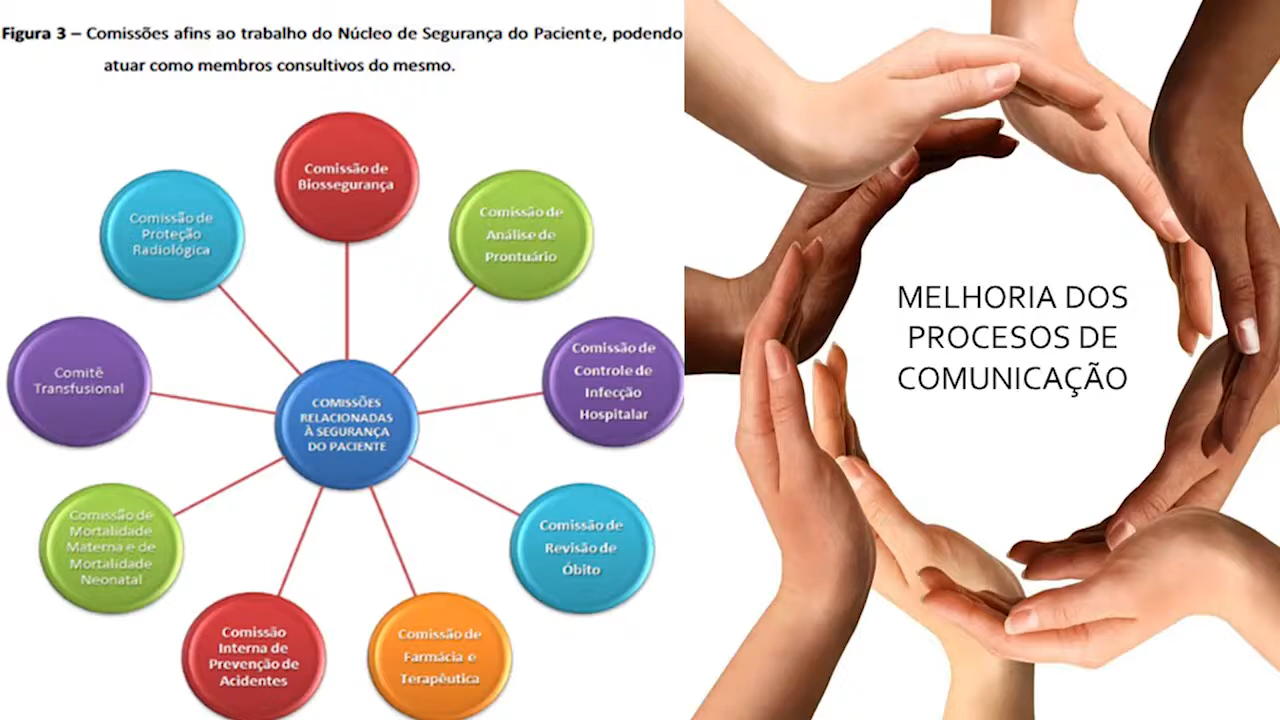 Figura 3 – Comissões afins ao trabalho do Núcleo de Segurança do Paciente, podendo
atuar como membros consultivos do mesmo.
Comissão de
Biossegurança
Comissão de
Análise de
Prontuário
Comissão de
Controle de
Infecção
Hospitalar
Comissão de
Revisão de
Óbito
Comissão de
Farmácia e
Terapêutica
Comissão
Interna de
Prevenção de
Acidentes
Comissão de
Mortalidade
Materna e de
Mortalidade
Neonatal
Comitê
Transfusional
Comissão de
Proteção
Radiológica
COMISSÕES
RELACIONADAS
À SEGURANÇA
DO PACIENTE
MELHORIA DOS
PROCESOS DE
COMUNICAÇÃO